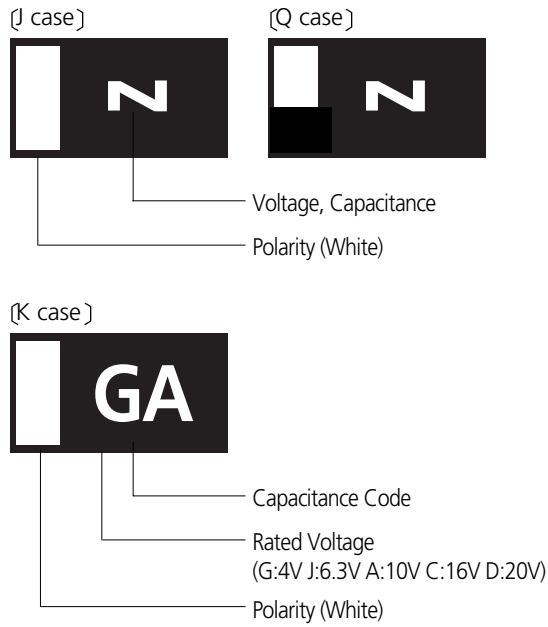 〔J case〕
〔Q case〕
N
N
Voltage, Capacitance
Polarity (White)
〔K case〕
GA
Capacitance Code
Rated Voltage
(G:4V J:6.3V A:10V C:16V D:20V)
Polarity (White)